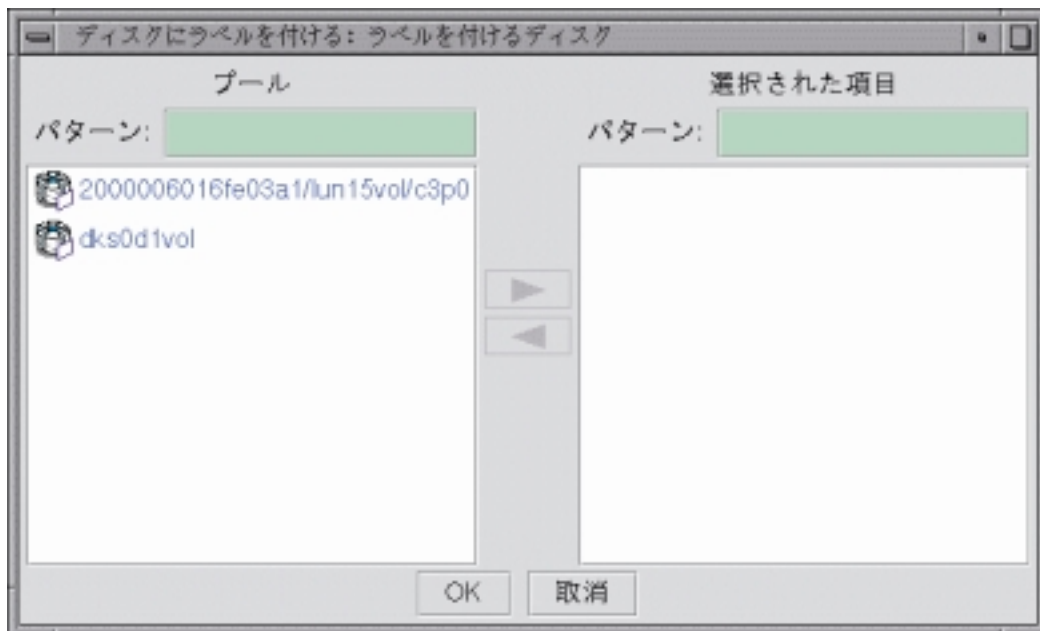 ディスクにラベルを付ける: ラベルを付けるディスク
プール
パターン:
2000006016fe03a1/lun15vol/c3p0
dks0d1vol
選択された項目
パターン:
OK
取消